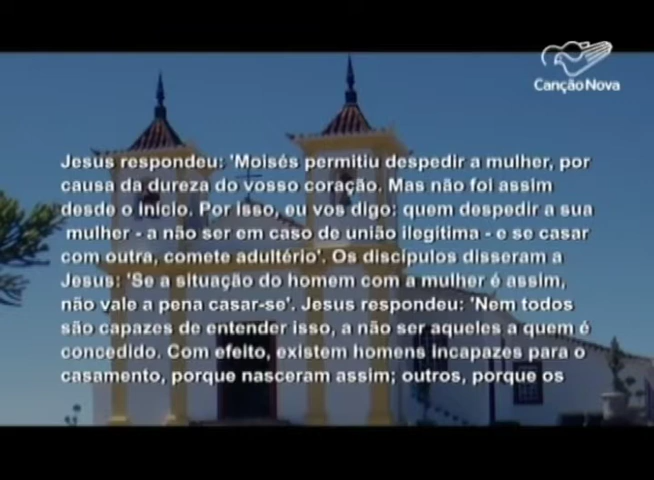 Canção Nova
Jesus respondeu: 'Moisés permitiu despedir a mulher, por
causa da dureza do vosso coração. Mas não foi assim
desde o início. Por isso, eu vos digo: quem despedir a sua
mulher - a não ser em caso de união ilegítima - e se casar
com outra, comete adultério'. Os discípulos disseram a
Jesus: 'Se a situação do homem com a mulher é assim,
não vale a pena casar-se'. Jesus respondeu: 'Nem todos
são capazes de entender isso, a não ser aqueles a quem é
concedido. Com efeito, existem homens incapazes para o
casamento, porque nasceram assim; outros, porque os